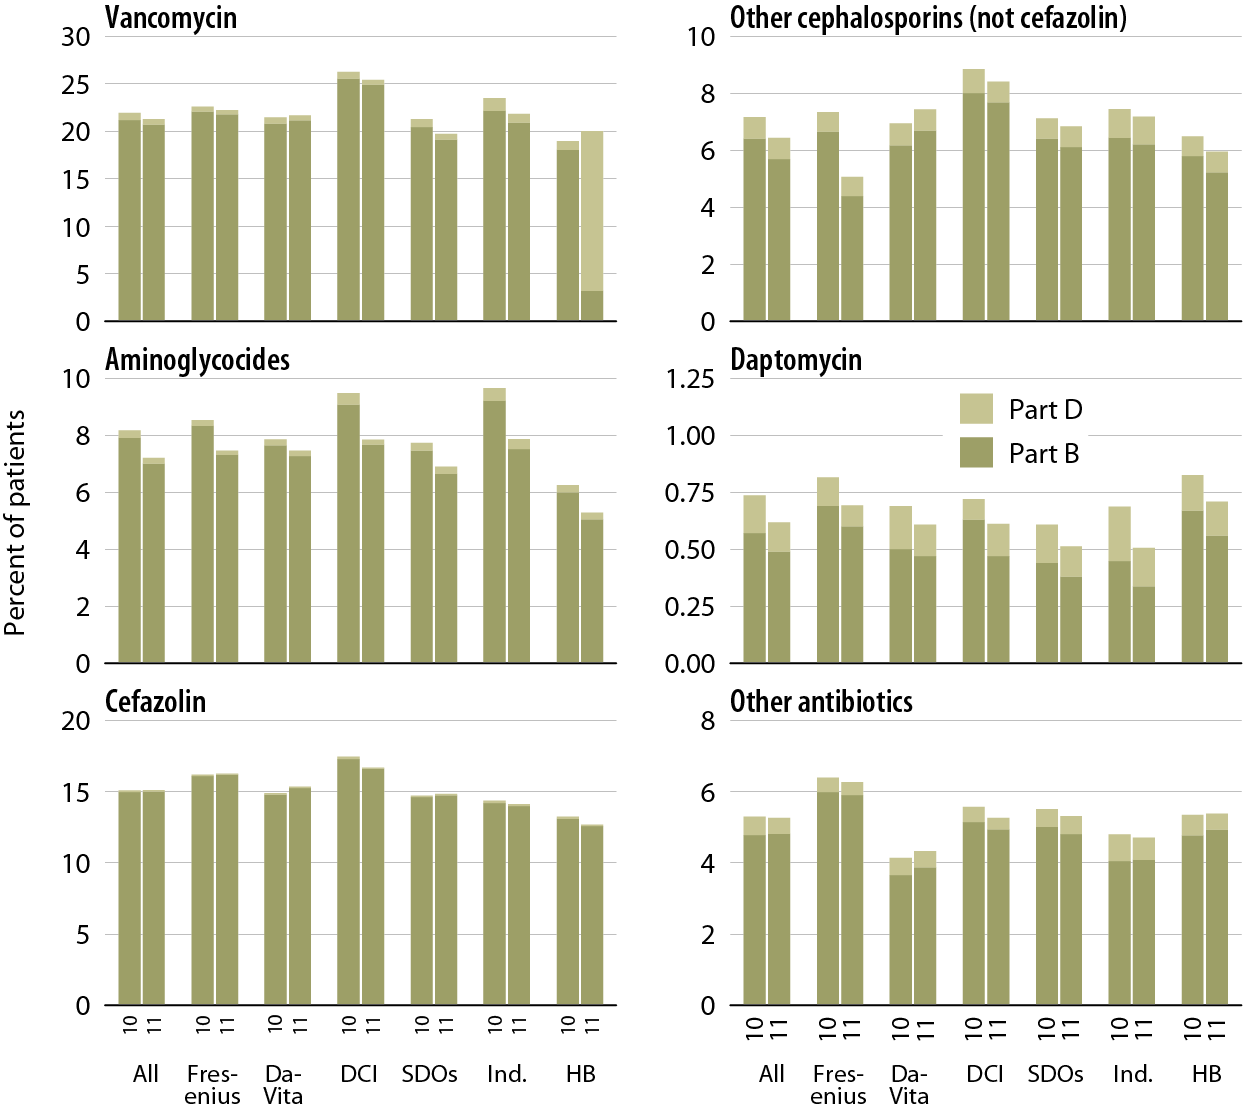 Vancomycin
30
25
20
15
10
5
0
Other cephalosporins (not cefazolin)
10
8
6
4
2
0
Percent of patients
Aminoglycocides
10
8
6
4
2
0
Daptomycin
1.25
1.00
0.75
0.50
0.25
0.00
Part D
Part B
Cefazolin
20
15
10
5
0
10 11 10 11 10 11 10 11 10 11 10 11 10 11
All Fres- Da- DCI SDOs Ind. HB
enius Vita
Other antibiotics
8
6
4
2
0
10 11 10 11 10 11 10 11 10 11 10 11 10 11
All Fres- Da- DCI SDOs Ind. HB
enius Vita